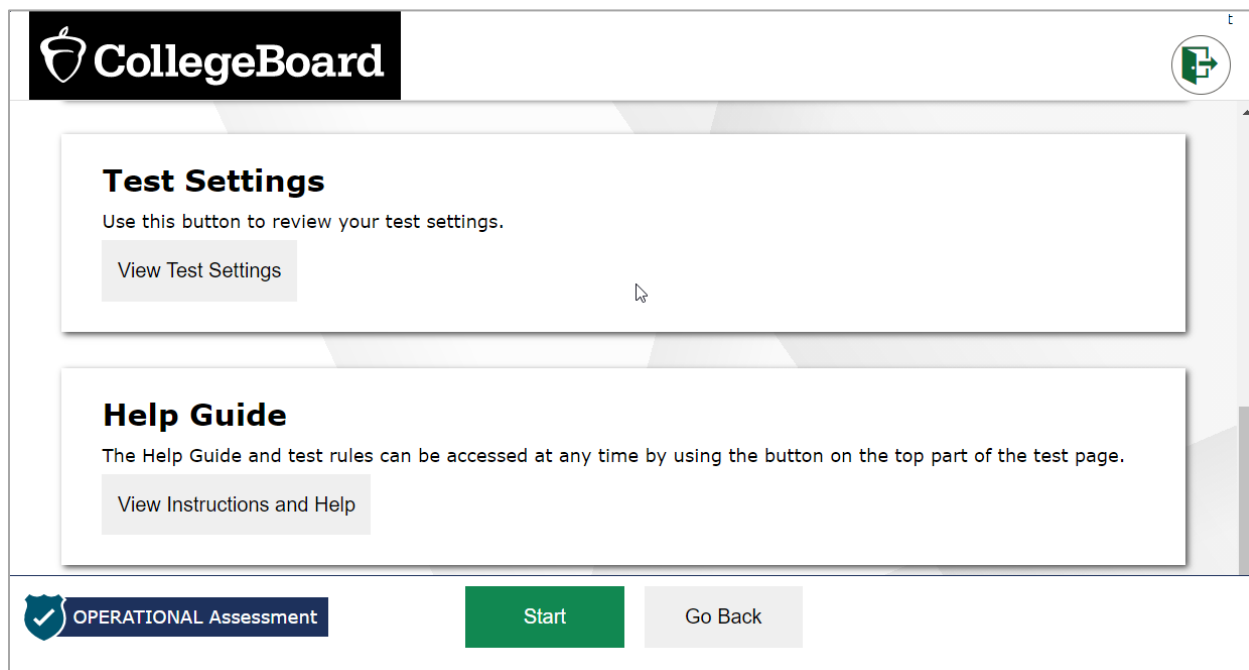 t
CollegeBoard
Test Settings
Use this button to review your test settings.
View Test Settings
Help Guide
The Help Guide and test rules can be accessed at any time by using the button on the top part of the test page.
View Instructions and Help
OPERATIONAL Assessment
Start
Go Back